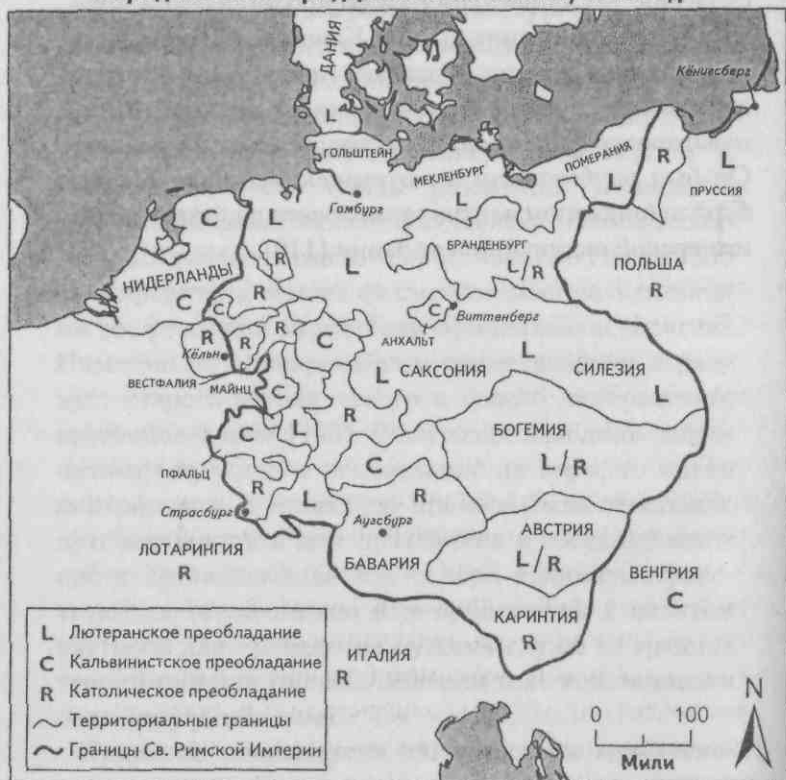 ДАНИЯ
Кёнигсберг
L
ГОЛЬШТЕЙН
МЕКЛЕНБУРГ
ПОМЕРАНИЯ
R
L
ПРУССИЯ
Гамбург
L
L
R
L
БРАНДЕНБУРГ
L/R
ПОЛЬША
R
НИДЕРЛАНДЫ
C
C
R
C
Виттенберг
R
R
Кёльн
C
АНХАЛЬТ
L
ВЕСТФАЛИЯ
МАЙНЦ
C
L
САКСОНИЯ
СИЛЕЗИЯ
L
R
C
БОГЕМИЯ
L/R
ПФАЛЬЦ
R
C
R
Страсбург
L
Аугсбург
ЛОТАРИНГИЯ
R
БАВАРИЯ
АВСТРИЯ
L/R
ВЕНГРИЯ
C
КАРИНТИЯ
R
ИТАЛИЯ
R
L Лютеранское преобладание
C Кальвинистское преобладание
R Католическое преобладание
Территориальные границы
Границы Св. Римской Империи
N
0 100
Мили